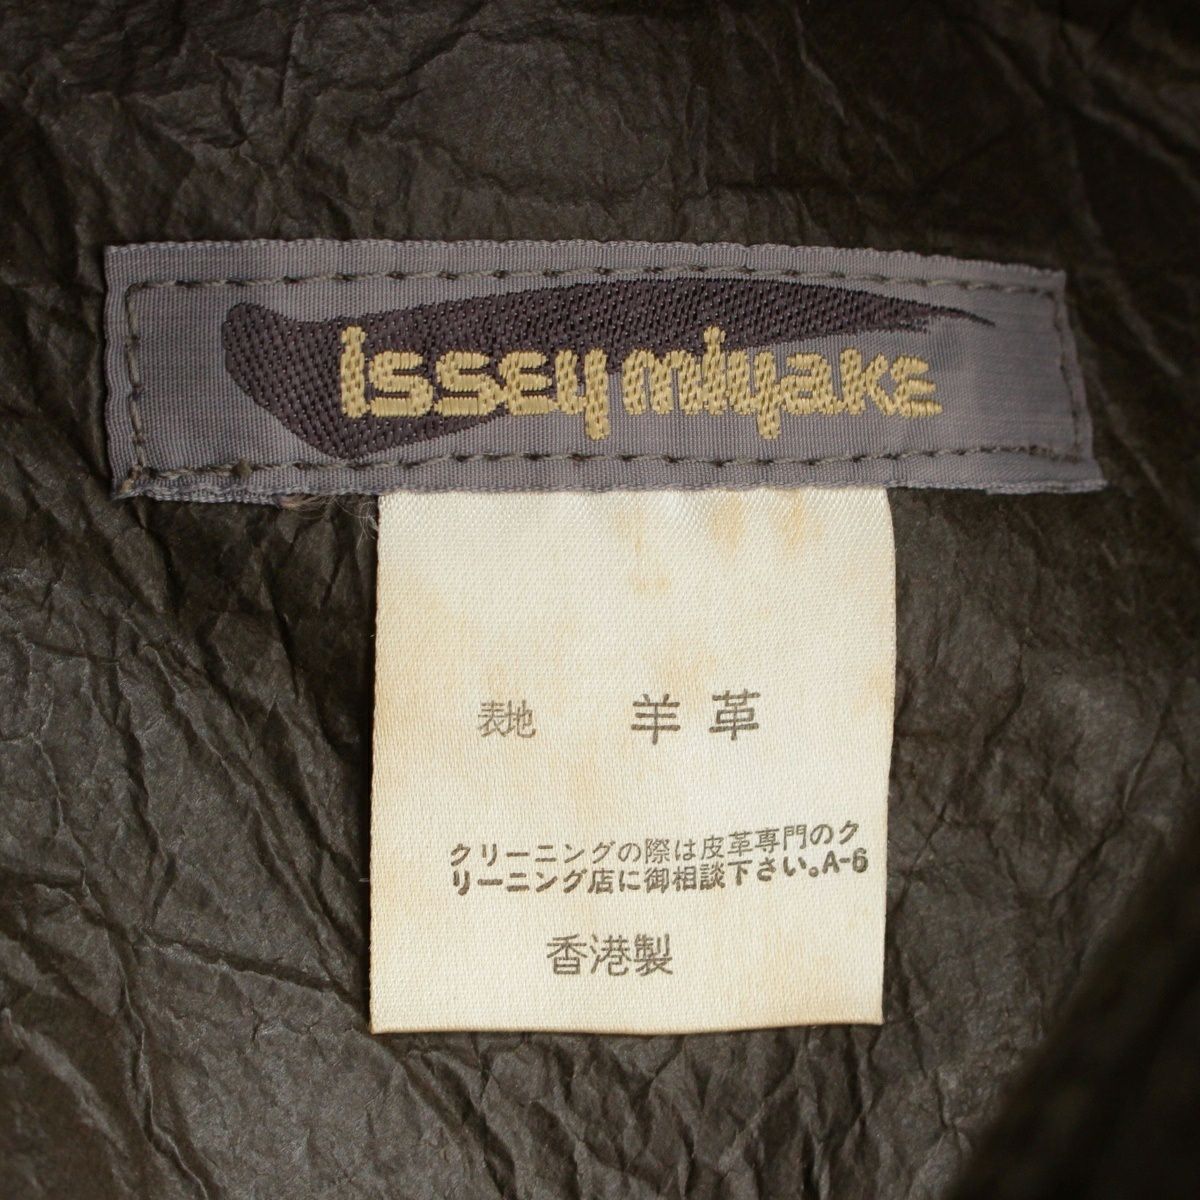 issey miyake
表地 羊革
クリーニングの際は皮革専門のク
リーニング店に御相談下さい。A-6
香港製